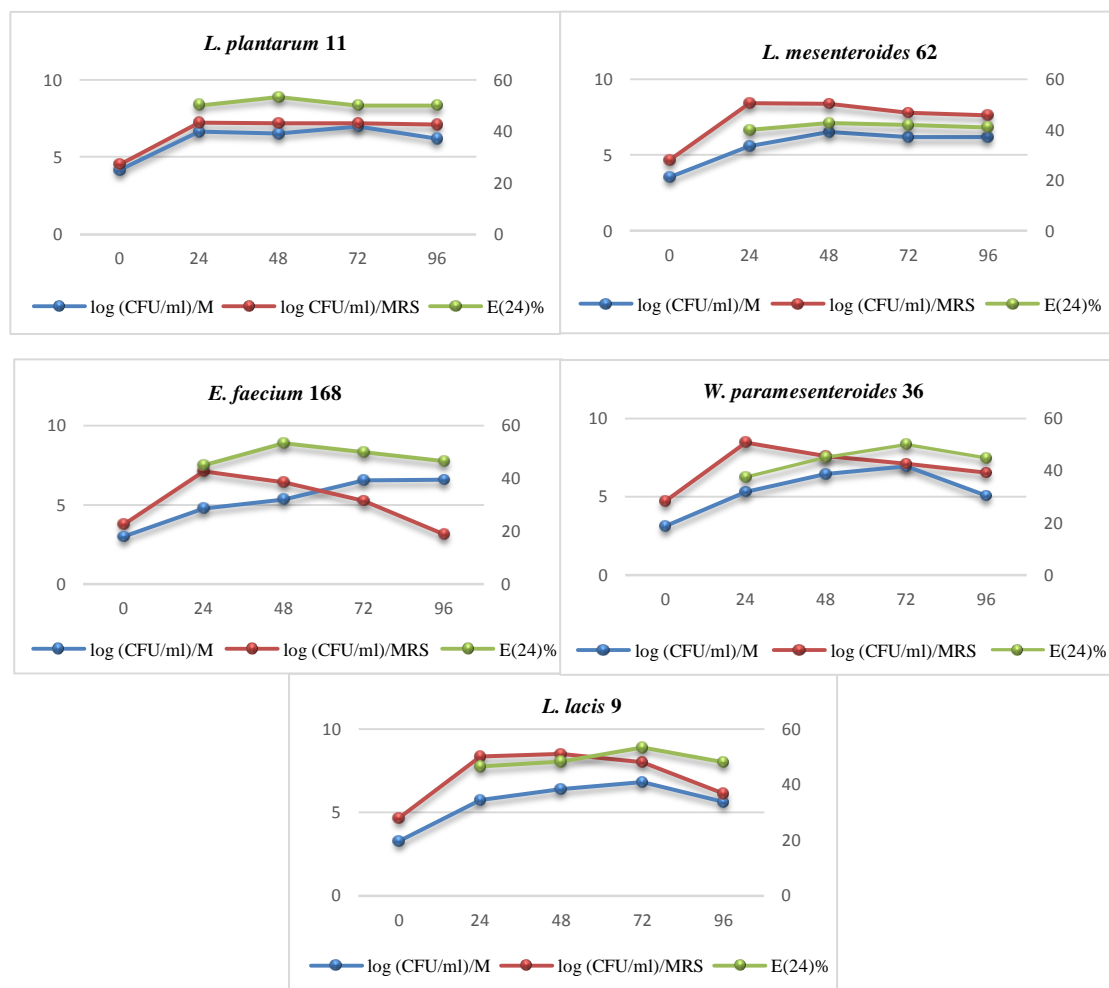 L. plantarum 11
10 60
40
5
20
0 0
0 24 48 72 96
log (CFU/ml)/M log CFU/ml)/MRS E(24)%
L. mesenteroides 62
10 60
40
5
20
0 0
0 24 48 72 96
log (CFU/ml)/M log (CFU/ml)/MRS E(24)%
E. faecium 168
10 60
40
5
20
0 0
0 24 48 72 96
log (CFU/ml)/M log (CFU/ml)/MRS E(24)%
W. paramesenteroides 36
10 60
40
5
20
0 0
0 24 48 72 96
log (CFU/ml)/M log (CFU/ml)/MRS E(24)%
L. lacis 9
10 60
40
5
20
0 0
0 24 48 72 96
log (CFU/ml)/M log (CFU/ml)/MRS E(24)%